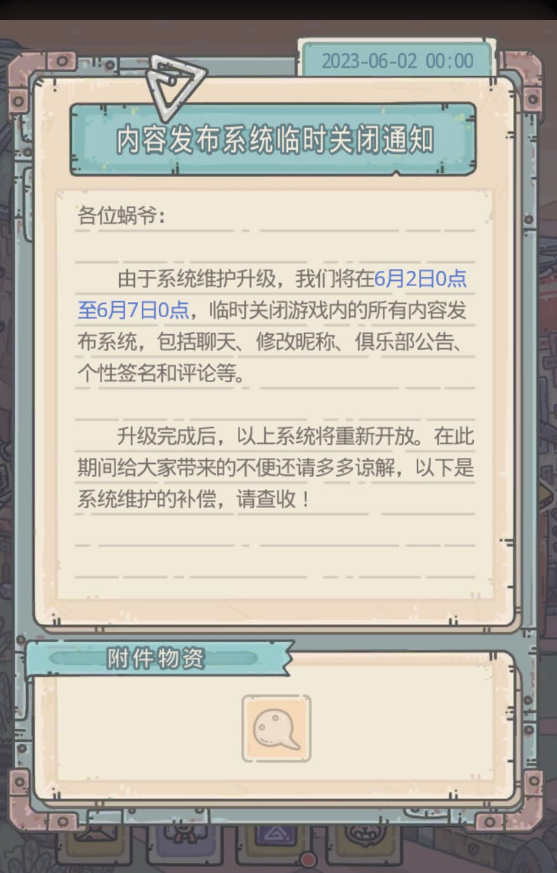 2023-06-02 00:00
内容发布系统临时关闭通知
各位蜗爷：
由于系统维护升级，我们将在6月2日0点
至6月7日0点，临时关闭游戏内的所有内容发
布系统，包括聊天、修改昵称、俱乐部公告、
个性签名和评论等。
升级完成后，以上系统将重新开放。在此
期间给大家带来的不便还请多多谅解，以下是
系统维护的补偿，请查收！
附件物资